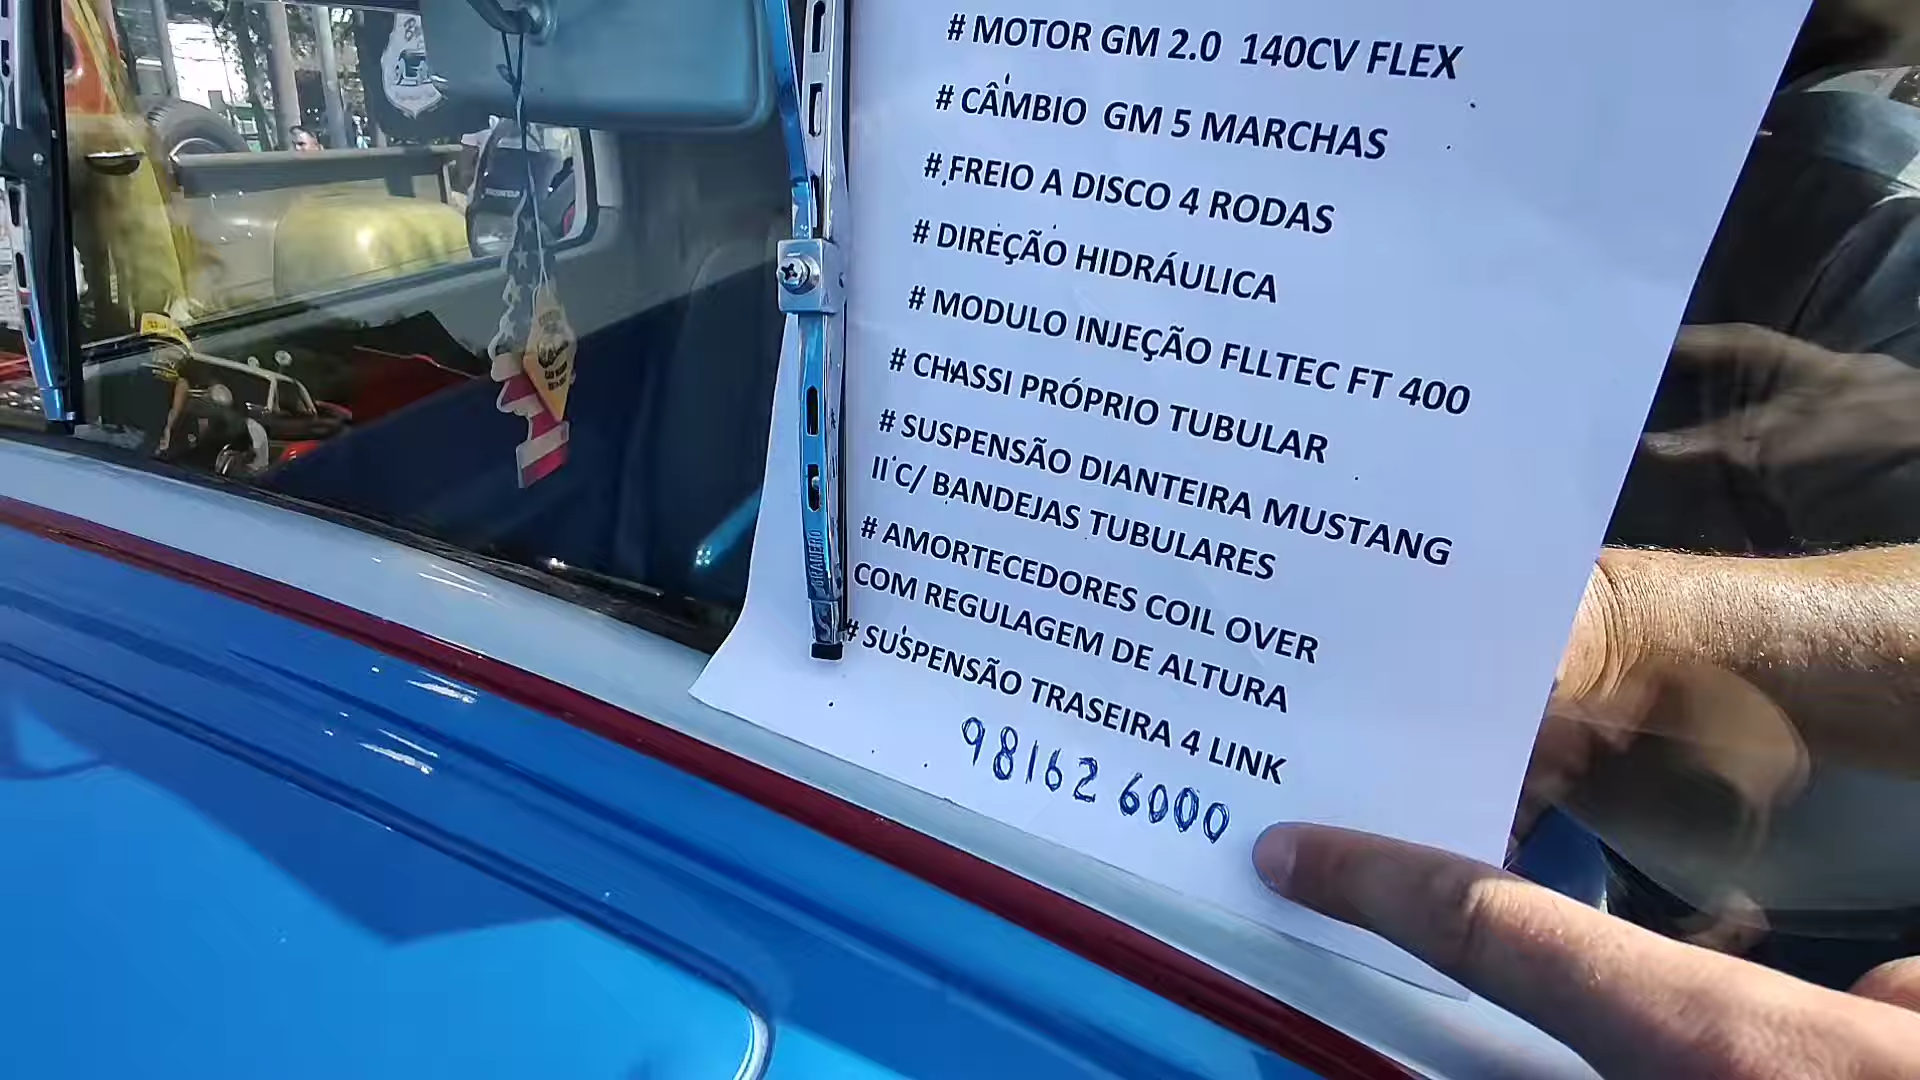 # MOTOR GM 2.0 140CV FLEX
# CÂMBIO GM 5 MARCHAS
# FREIO A DISCO 4 RODAS
# DIREÇÃO HIDRÁULICA
# MODULO INJEÇÃO FLLTEC FT 400
# CHASSI PRÓPRIO TUBULAR
# SUSPENSÃO DIANTEIRA MUSTANG
II C/ BANDEJAS TUBULARES
# AMORTECEDORES COIL OVER
COM REGULAGEM DE ALTURA
# SUSPENSÃO TRASEIRA 4 LINK
98162 6000